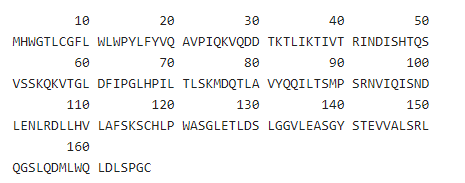 10 20 30 40 50
MHWGTLCGFL WLWPYLFYVQ AVPIQKVQDD TKTLIKTIVT RINDISHTQS
60 70 80 90 100
VSSKQKVTGL DFIPGLHPIL TLSKMDQTLA VYQQILTSMP SRNVIQISND
110 120 130 140 150
LENLRDLLHV LAFSKSCHLP WASGLETLDS LGGVLEASGY STEVVALSRL
160
QGSLQDMLWQ LDLSPGC